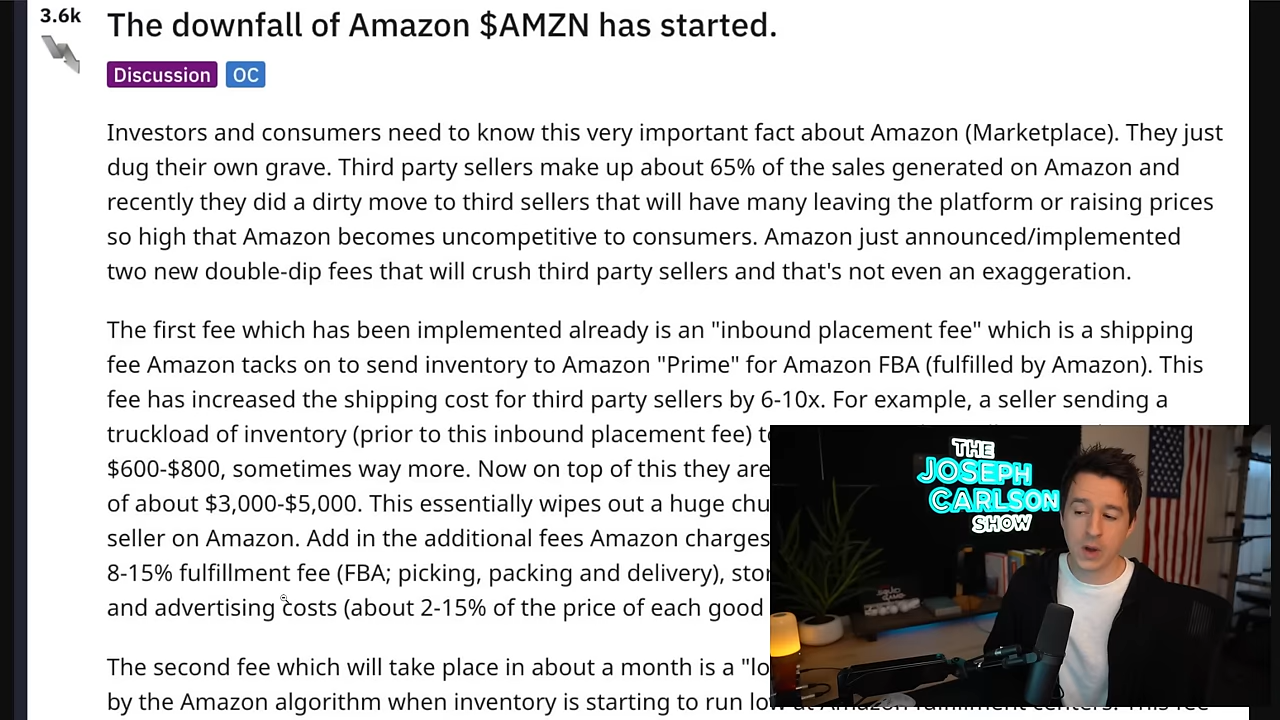 3.6k
The downfall of Amazon $AMZN has started.
Discussion OC
Investors and consumers need to know this very important fact about Amazon (Marketplace). They just
dug their own grave. Third party sellers make up about 65% of the sales generated on Amazon and
recently they did a dirty move to third sellers that will have many leaving the platform or raising prices
so high that Amazon becomes uncompetitive to consumers. Amazon just announced/implemented
two new double-dip fees that will crush third party sellers and that's not even an exaggeration.
The first fee which has been implemented already is an "inbound placement fee" which is a shipping
fee Amazon tacks on to send inventory to Amazon "Prime" for Amazon FBA (fulfilled by Amazon). This
fee has increased the shipping cost for third party sellers by 6-10x. For example, a seller sending a
truckload of inventory (prior to this inbound placement fee)
$600-$800, sometimes way more. Now on top of this they are
of about $3,000-$5,000. This essentially wipes out a huge
seller on Amazon. Add in the additional fees Amazon charges
8-15% fulfillment fee (FBA; picking, packing and delivery),
and advertising costs (about 2-15% of the price of each good
The second fee which will take place in about a month is a
by the Amazon algorithm when inventory is starting to run low at Amazon fulfillment centers. This fee
THE
JOSEPH
CARLSON
SHOW